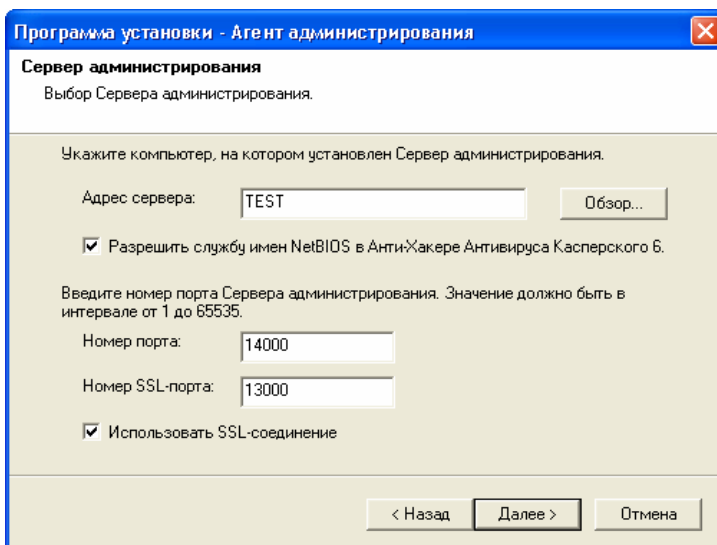 Программа установки - Агент администрирования
Сервер администрирования
Выбор Сервера администрирования.
Укажите компьютер, на котором установлен Сервер администрирования.
Адрес сервера:
TEST
Обзор...
Разрешить службу имен NetBIOS в Анти-Хакере Антивируса Касперского 6.
Введите номер порта Сервера администрирования. Значение должно быть в
интервале от 1 до 65535.
Номер порта:
14000
Номер SSL-порта:
13000
Использовать SSL-соединение
< Назад
Далее >
Отмена